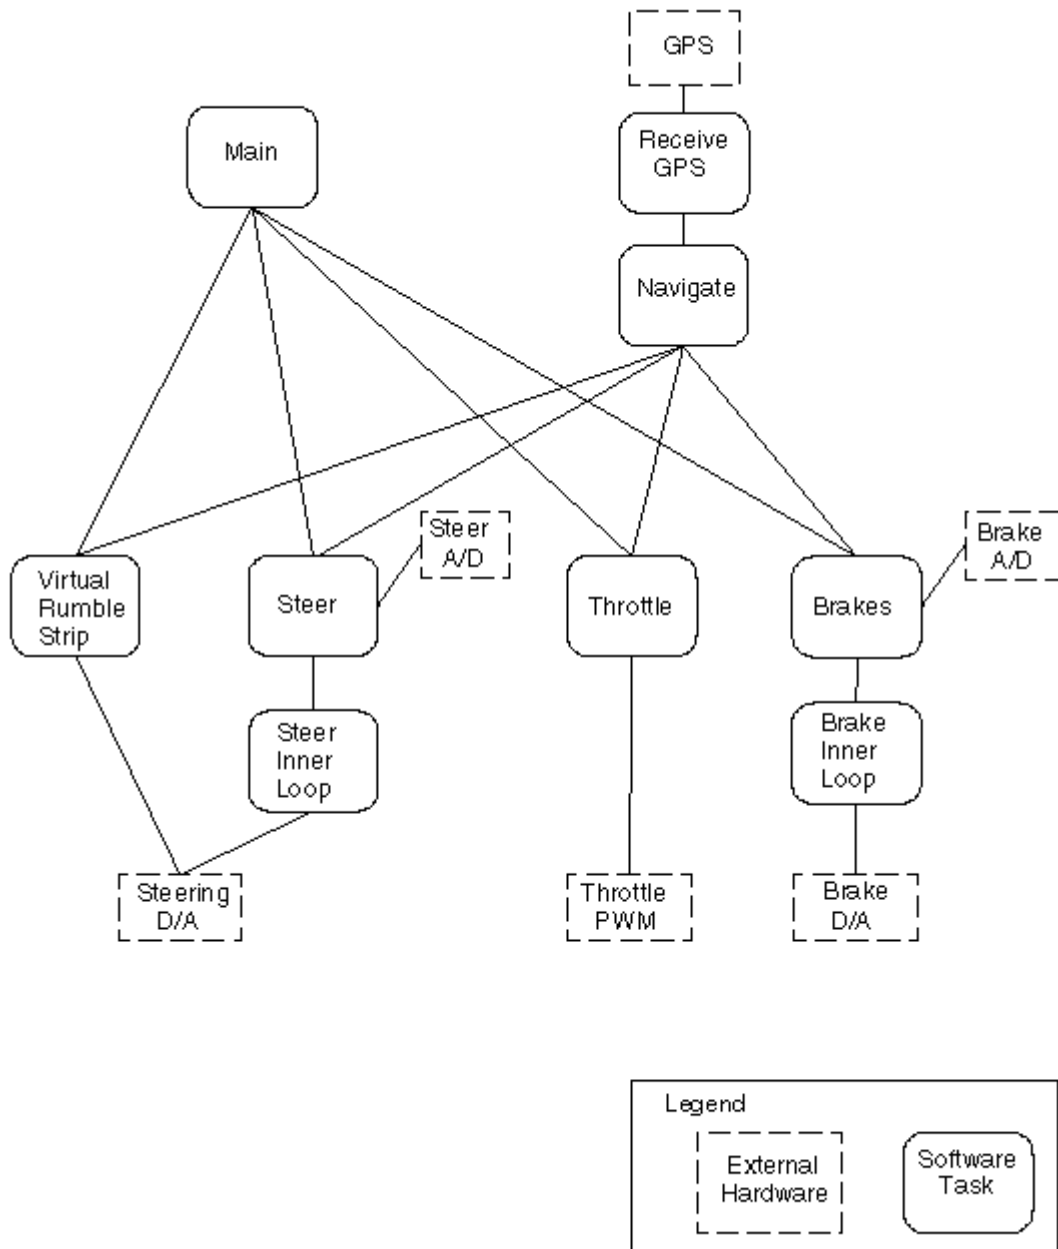 GPS
Main
Receive
GPS
Navigate
Virtual
Rumble
Strip
Steer
Steer
A/D
Throttle
Brakes
Brake
A/D
Steer
Inner
Loop
Brake
Inner
Loop
Steering
D/A
Throttle
PWM
Brake
D/A
Legend
External
Hardware
Software
Task